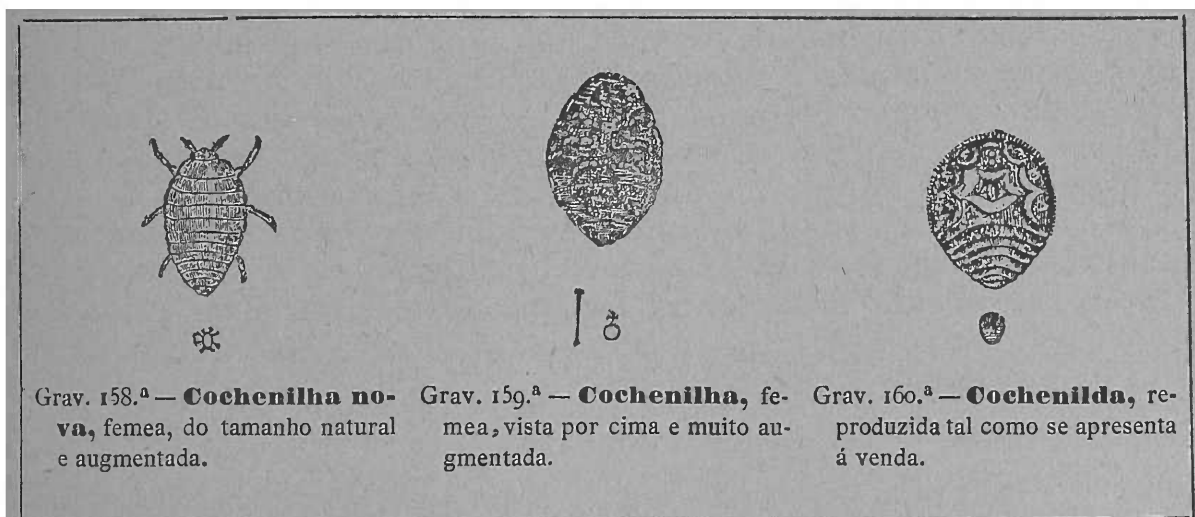 Grav. 158.ª — Cochenilha no-
va, femea, do tamanho natural
e augmentada.
Grav. 159.ª — Cochenilha, fe-
mea, vista por cima e muito au-
gmentada.
Grav. 160.ª — Cochenilda, re-
produzida tal como se apresenta
á venda.